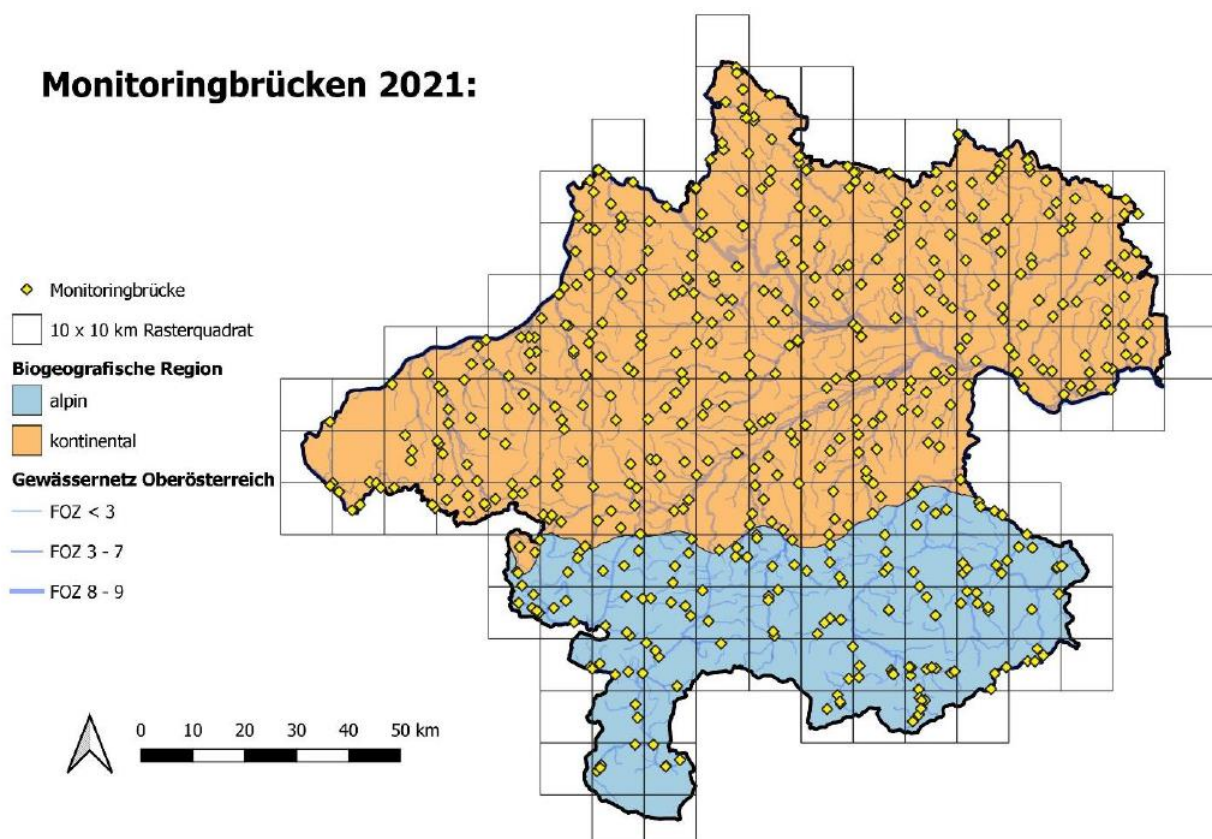 Monitoringbrücken 2021:
Monitoringbrücke
10 x 10 km Rasterquadrat
Biogeografische Region
alpin
kontinental
Gewässernetz Oberösterreich
FOZ < 3
FOZ 3 - 7
FOZ 8 - 9
0 10 20 30 40 50 km